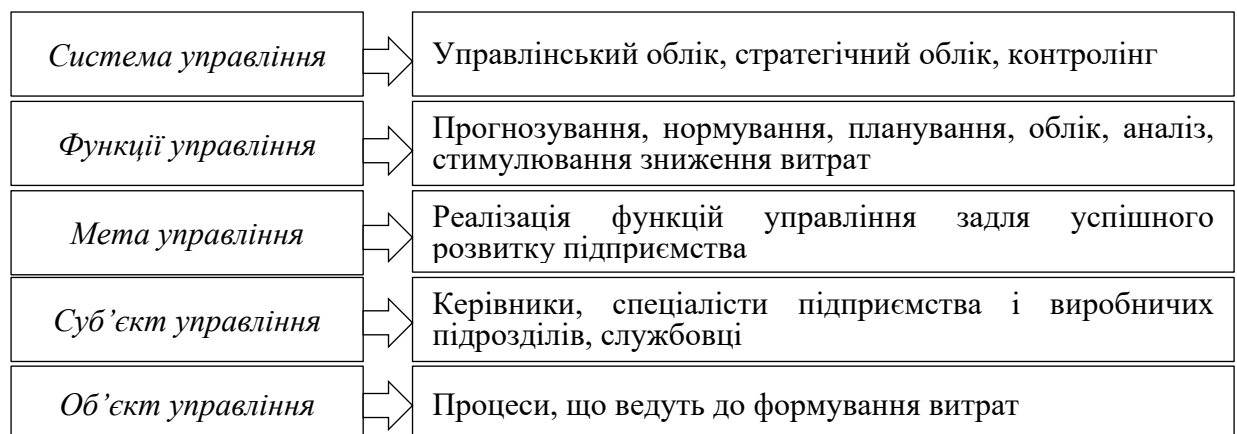 Система управління
Управлінський облік, стратегічний облік, контролінг
Функції управління
Прогнозування, нормування, планування, облік, аналіз,
стимулювання зниження витрат
Мета управління
Реалізація функцій управління задля успішного
розвитку підприємства
Суб’єкт управління
Керівники, спеціалісти підприємства і виробничих
підрозділів, службовці
Об’єкт управління
Процеси, що ведуть до формування витрат